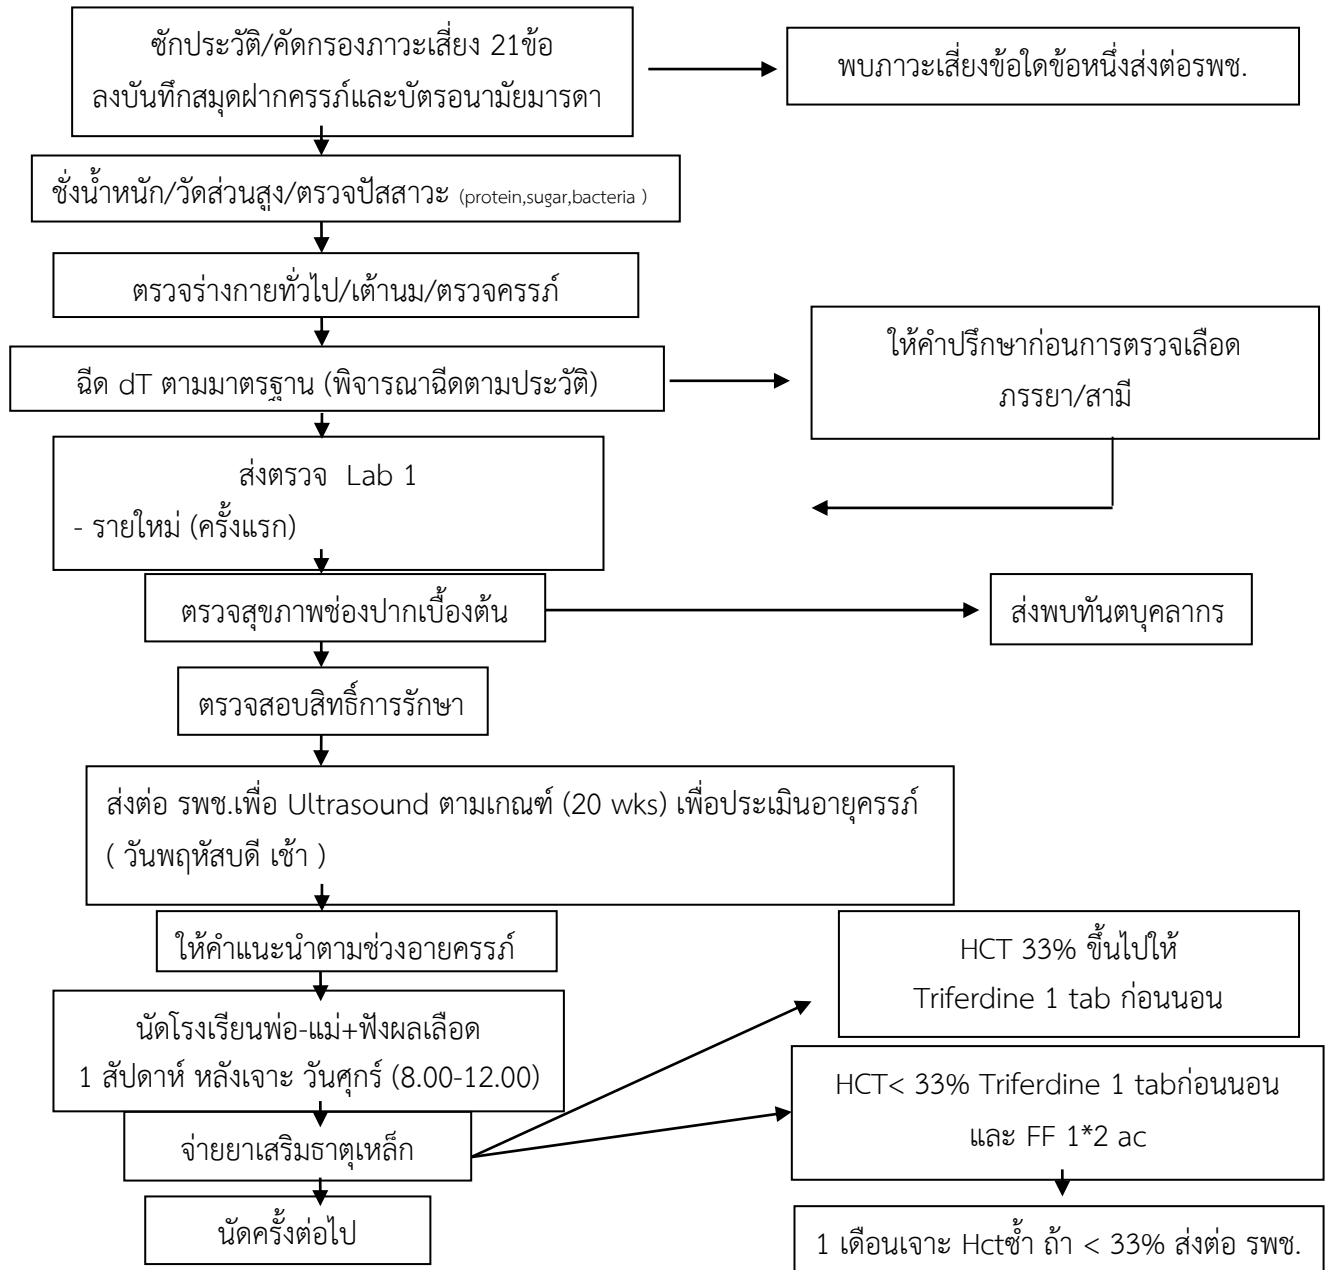 ซักประวัติ/คัดกรองภาวะเสี่ยง 21ข้อ
ลงบันทึกสมุดฝากครรภ์และบัตรอนามัยมารดา
พบภาวะเสี่ยงข้อใดข้อหนึ่งส่งต่อรพช.
ชั่งน้ำหนัก/วัดส่วนสูง/ตรวจปัสสาวะ (protein,sugar,bacteria )
ตรวจร่างกายทั่วไป/เต้านม/ตรวจครรภ์
ฉีด dT ตามมาตรฐาน (พิจารณาฉีดตามประวัติ)
ให้คำปรึกษาก่อนการตรวจเลือด
ภรรยา/สามี
ส่งตรวจ Lab 1
- รายใหม่ (ครั้งแรก)
ตรวจสุขภาพช่องปากเบื้องต้น
ส่งพบทันตบุคลากร
ตรวจสอบสิทธิ์การรักษา
ส่งต่อ รพช.เพื่อ Ultrasound ตามเกณฑ์ (20 wks) เพื่อประเมินอายุครรภ์
( วันพฤหัสบดี เช้า )
ให้คำแนะนำตามช่วงอายุครรภ์
นัดโรงเรียนพ่อ-แม่+ฟังผลเลือด
1 สัปดาห์ หลังเจาะ วันศุกร์ (8.00-12.00)
จ่ายยาเสริมธาตุเหล็ก
HCT 33% ขึ้นไปให้
Triferdine 1 tab ก่อนนอน
HCT< 33% Triferdine 1 tabก่อนนอน
และ FF 1*2 ac
นัดครั้งต่อไป
1 เดือนเจาะ Hctซ้ำ ถ้า < 33% ส่งต่อ รพช.